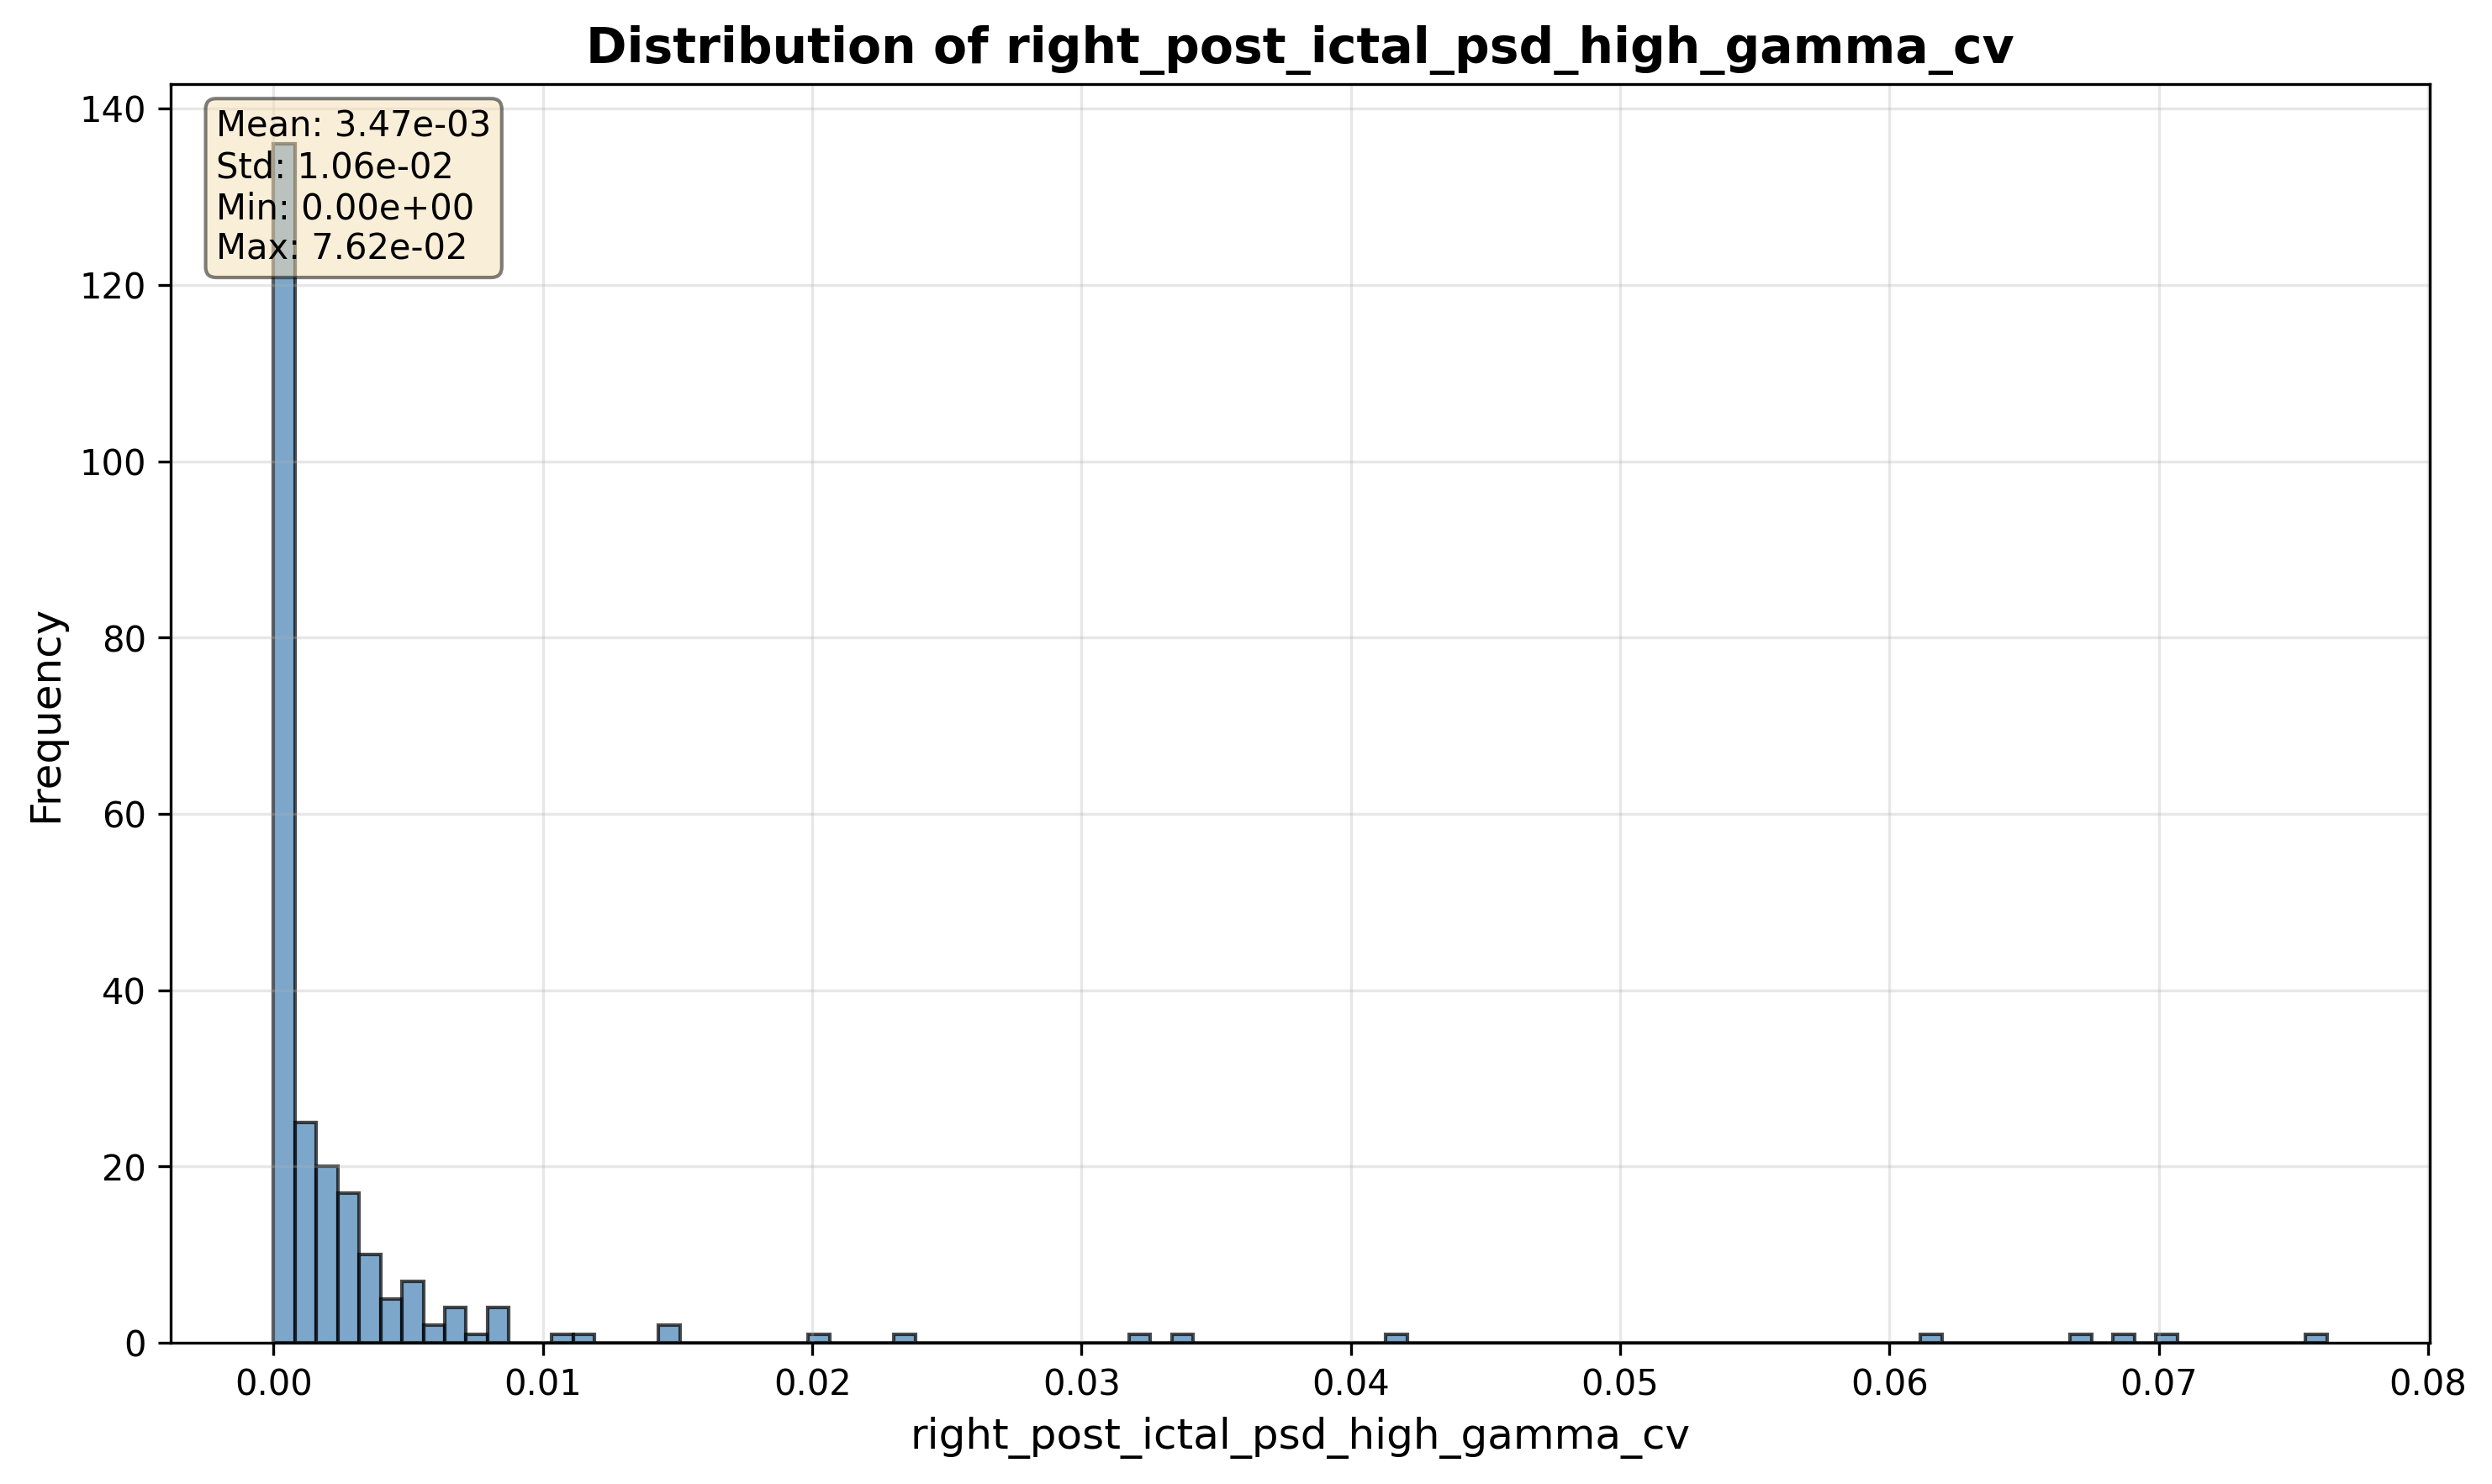 Distribution of right_post_ictal_psd_high_gamma_cv
Mean: 3.47e-03
Std: 1.06e-02
Min: 0.00e+00
Max: 7.62e-02
140
120
100
80
60
40
20
0
Frequency
0.00 0.01 0.02 0.03 0.04 0.05 0.06 0.07 0.08
right_post_ictal_psd_high_gamma_cv